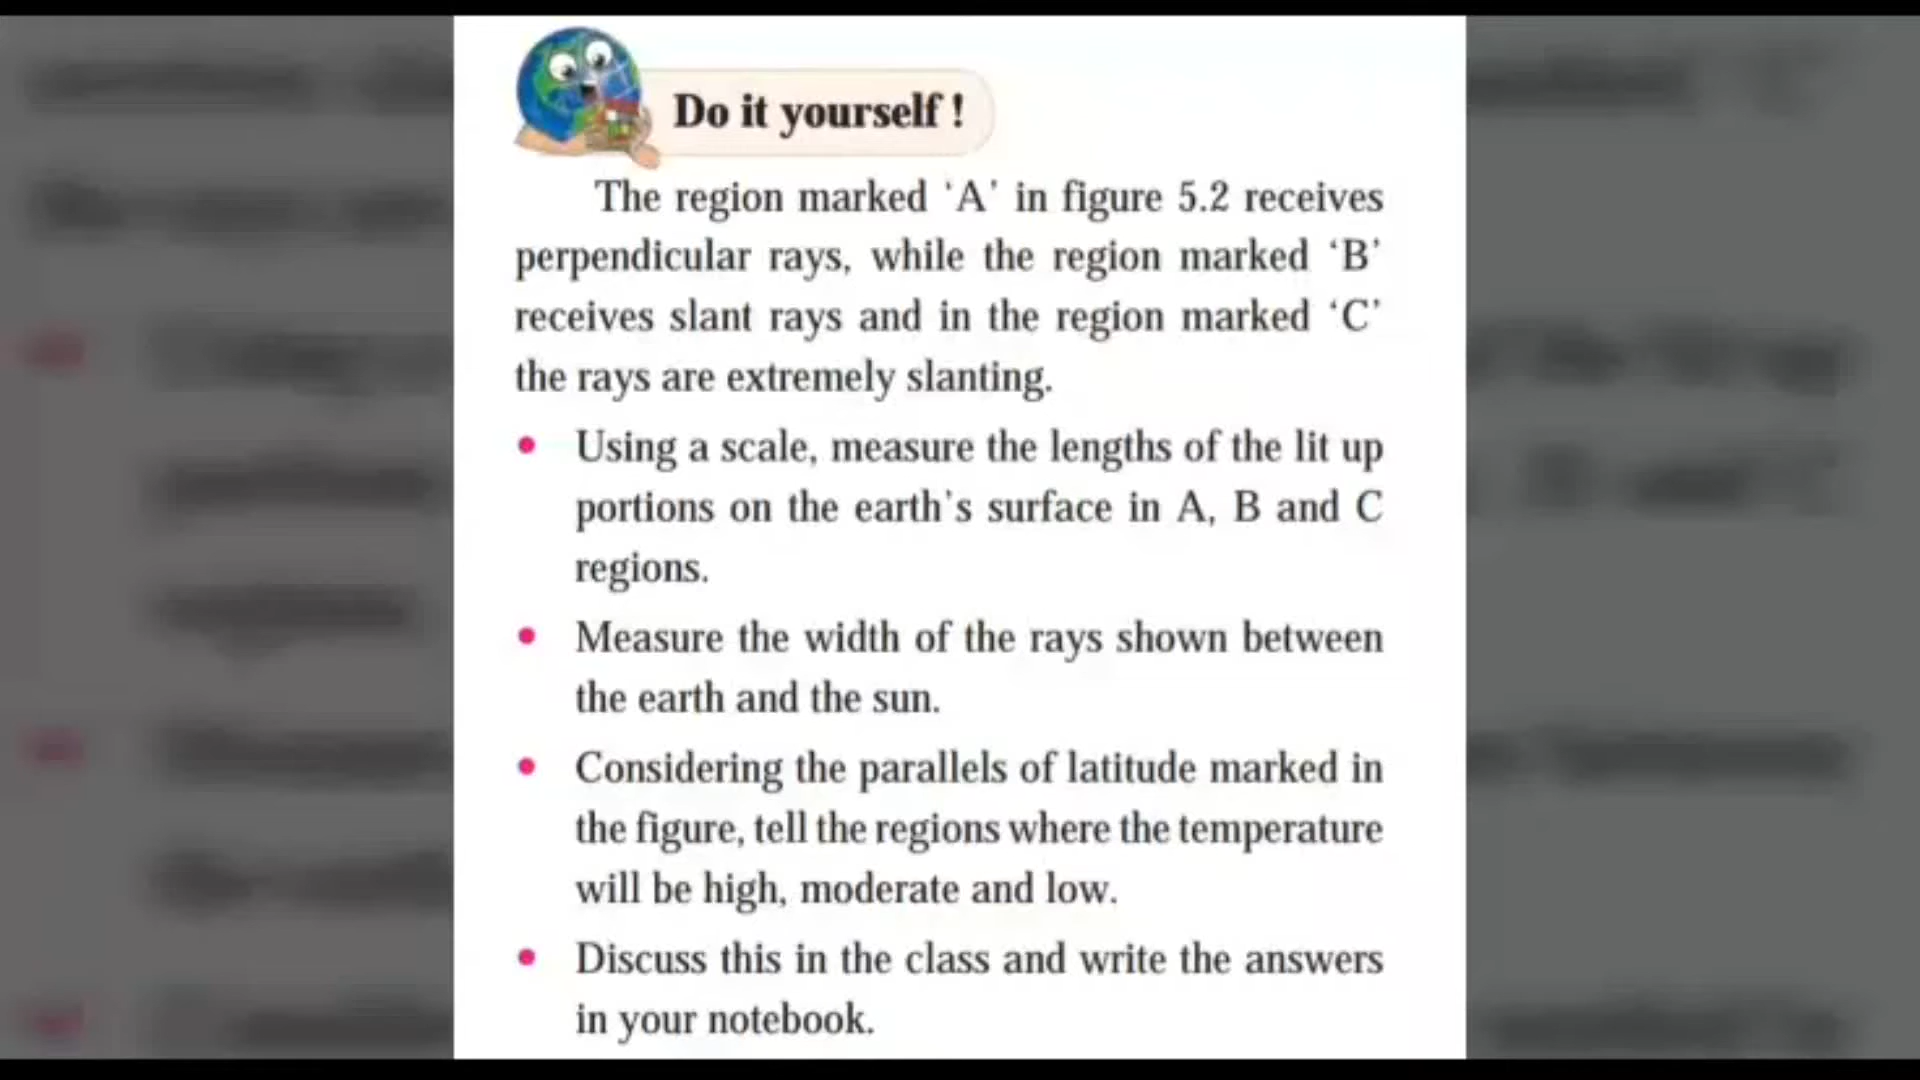 Do it yourself !
The region marked ‘A’ in figure 5.2 receives
perpendicular rays, while the region marked ‘B’
receives slant rays and in the region marked ‘C’
the rays are extremely slanting.
• Using a scale, measure the lengths of the lit up
portions on the earth's surface in A, B and C
regions.
• Measure the width of the rays shown between
the earth and the sun.
• Considering the parallels of latitude marked in
the figure, tell the regions where the temperature
will be high, moderate and low.
• Discuss this in the class and write the answers
in your notebook.